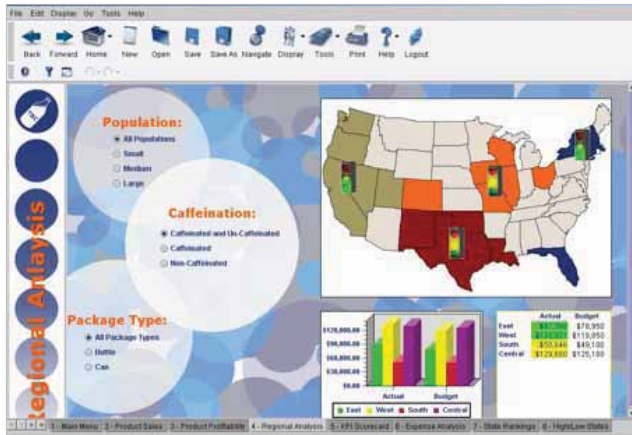 File Edit Display Go Tools Help
Back Forward Home New Open Save Save As Navigate Display Tools Print Help Logout
Regional Anlaysis
Population:
All Populations
Small
Medium
Large
Caffeination:
Caffeinated and Un-Caffeinated
Caffeinated
Non-Caffeinated
Package Type:
All Package Types
Bottle
Can
$120,000.00
$90,000.00
$60,000.00
$30,000.00
$0.00
Actual Budget
East West South Central
Actual Budget
East $78,950
West $119,950
South $50,846 $49,100
Central $129,680 $125,100
1 - Main Menu 2 - Product Sales 3 - Product Profitability 4 - Regional Analysis 5 - KPI Scorecard 6 - Expense Analysis 7 - State Rankings 8 - High/Low States